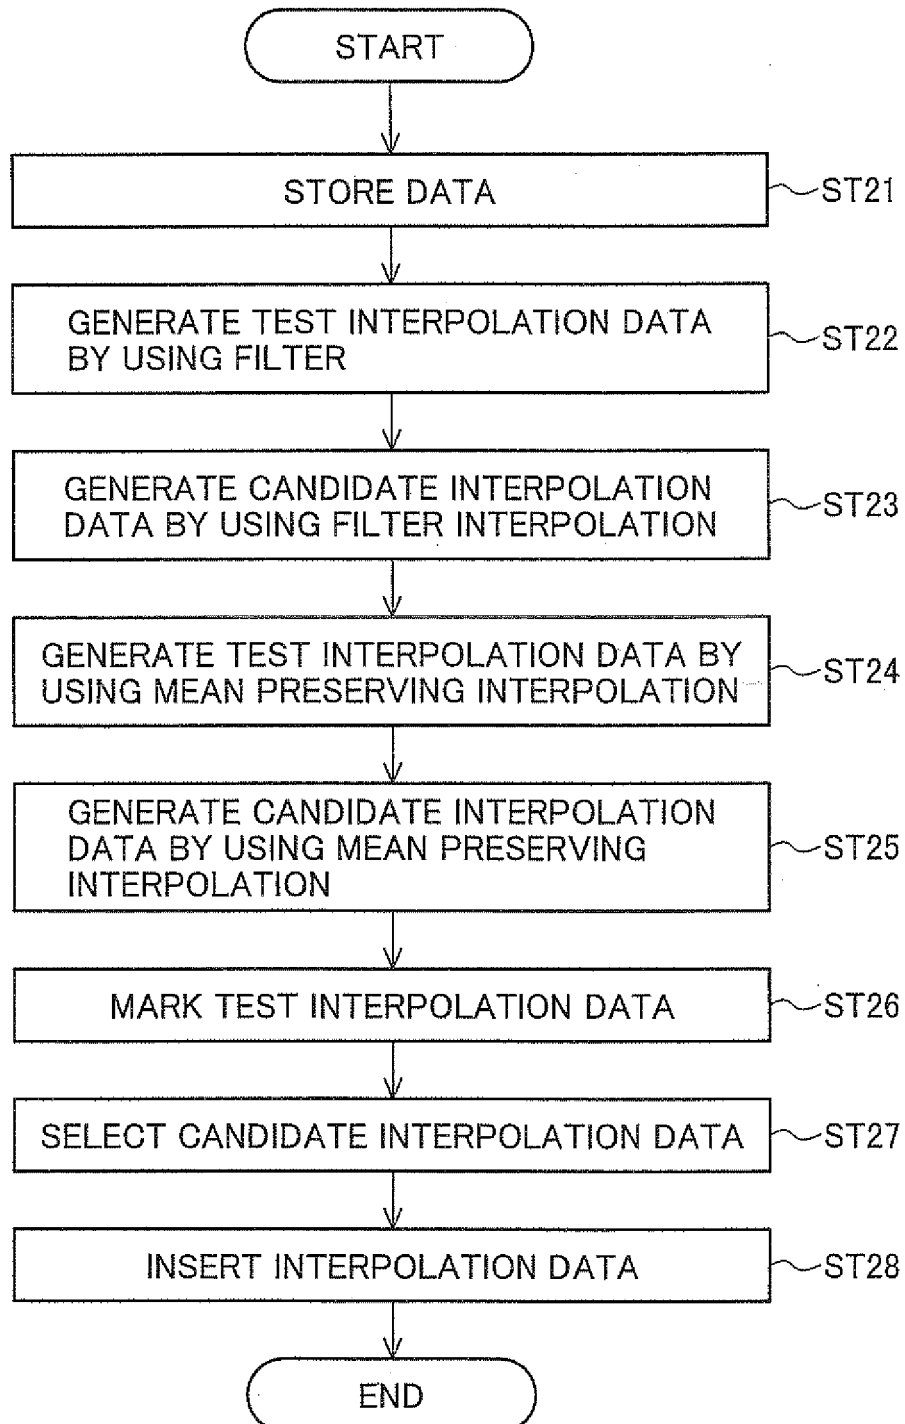 START
STORE DATA
ST21
GENERATE TEST INTERPOLATION DATA
BY USING FILTER
ST22
GENERATE CANDIDATE INTERPOLATION
DATA BY USING FILTER INTERPOLATION
ST23
GENERATE TEST INTERPOLATION DATA BY
USING MEAN PRESERVING INTERPOLATION
ST24
GENERATE CANDIDATE INTERPOLATION
DATA BY USING MEAN PRESERVING
INTERPOLATION
ST25
MARK TEST INTERPOLATION DATA
ST26
SELECT CANDIDATE INTERPOLATION DATA
ST27
INSERT INTERPOLATION DATA
ST28
END